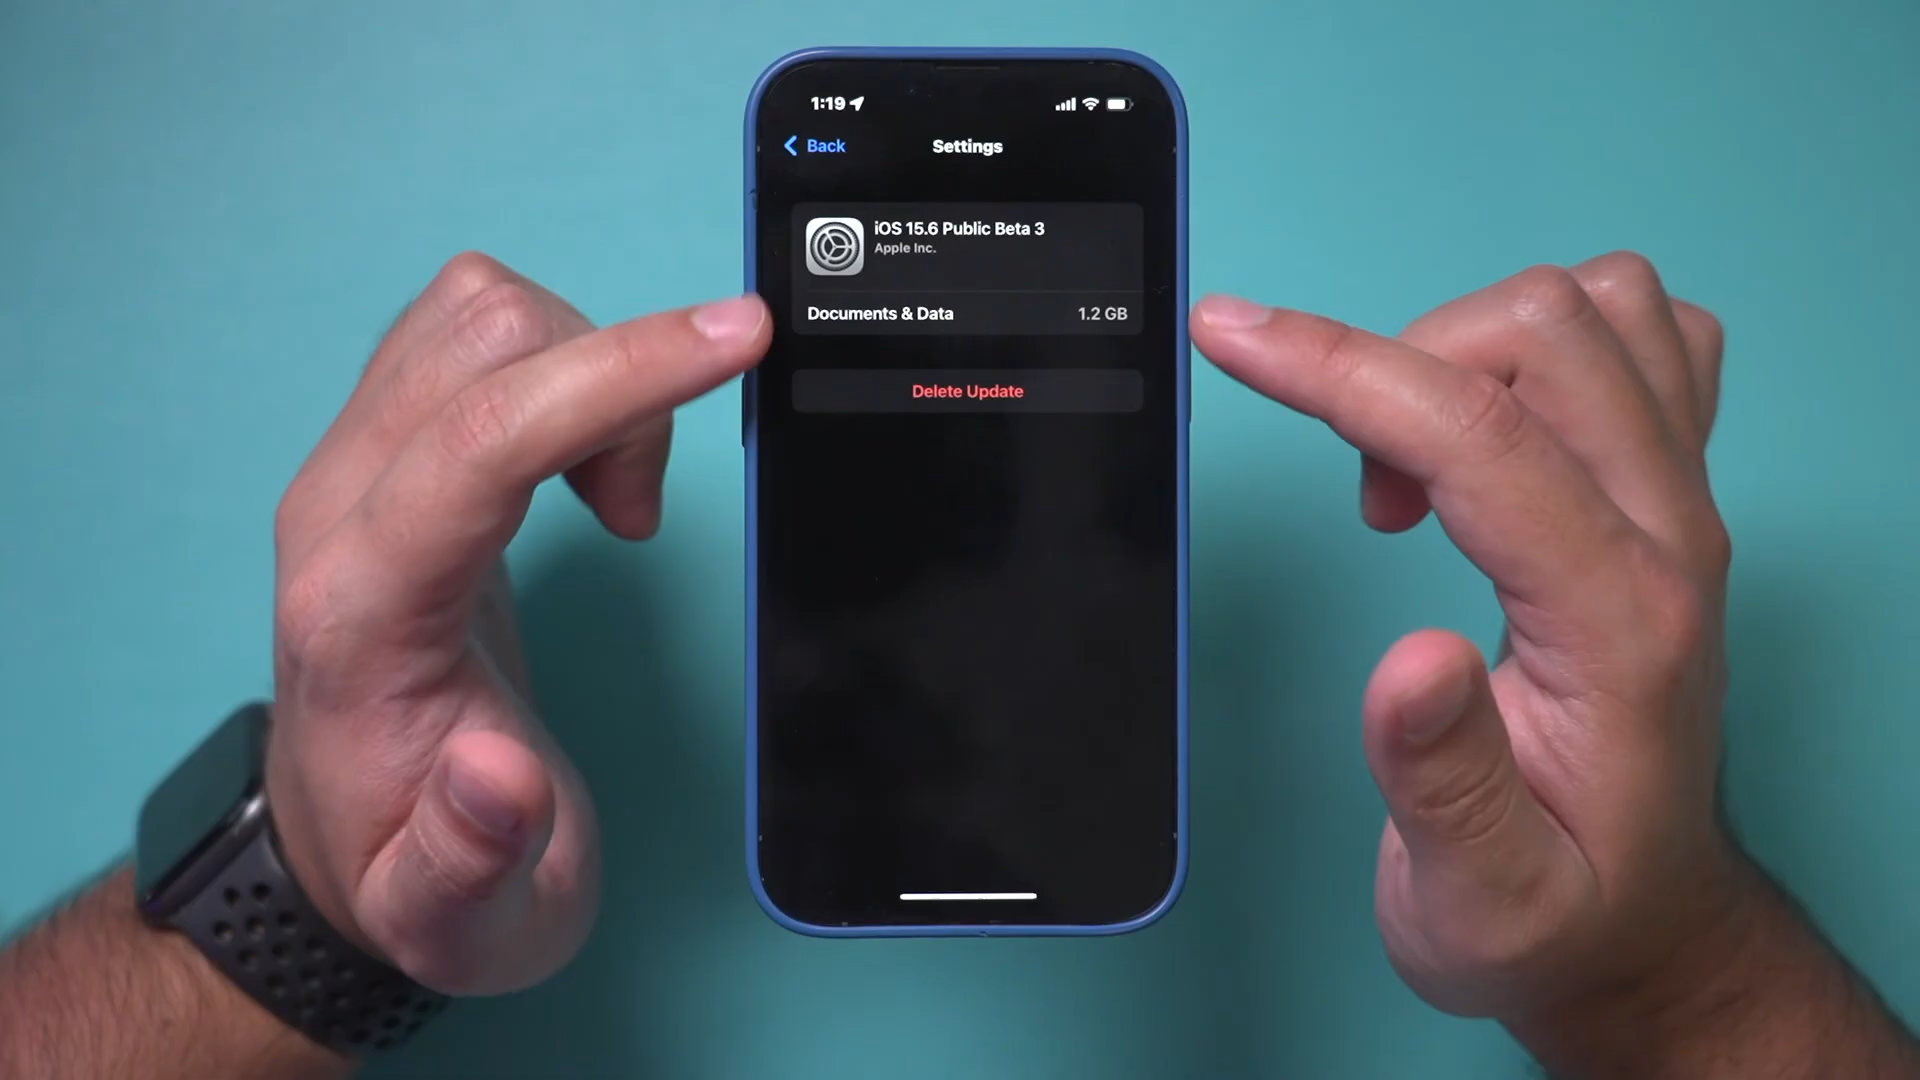 1:19
Back
Settings
iOS 15.6 Public Beta 3
Apple Inc.
Documents & Data
1.2 GB
Delete Update